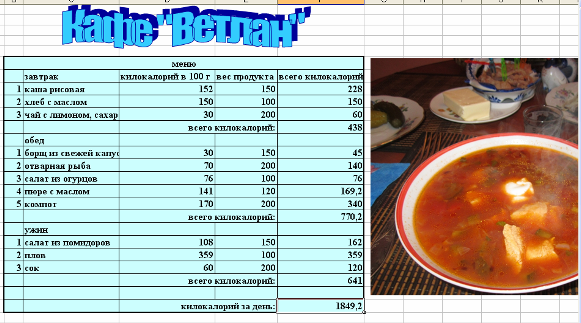 Кафе "Ветлан"
меню
завтрак килокалорий в 100 г вес продукта всего килокалорий
1 каша рисовая 152 150 228
2 хлеб с маслом 150 100 150
3 чай с лимоном, сахар 30 200 60
всего килокалорий: 438
обед
1 борщ из свежей капус 30 150 45
2 отварная рыба 70 200 140
3 салат из огурцов 76 100 76
4 пюре с маслом 141 120 169,2
5 компот 170 200 340
всего килокалорий: 770,2
ужин
1 салат из помидоров 108 150 162
2 плов 359 100 359
3 сок 60 200 120
всего килокалорий: 641
килокалорий за день: 1849,2